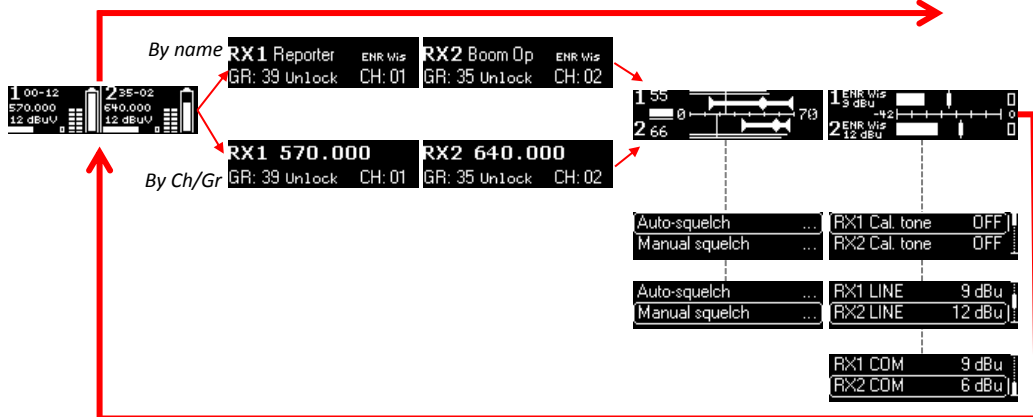 By name
RX1 Reporter ENR Wis
GR: 39 Unlock CH: 01
RX2 Boom Op ENR Wis
GR: 35 Unlock CH: 02
1 00-12
570.000
12 dBuV
2 35-02
640.000
12 dBuV
By Ch/Gr
RX1 570.000
GR: 39 Unlock CH: 01
RX2 640.000
GR: 35 Unlock CH: 02
1 55
0 70
2 66
1 ENR Wis
9 dBu
-42 0
2 ENR Wis
12 dBu
Auto-squelch ...
Manual squelch ...
RX1 Cal. tone OFF
RX2 Cal. tone OFF
Auto-squelch ...
Manual squelch ...
RX1 LINE 9 dBu
RX2 LINE 12 dBu
RX1 COM 9 dBu
RX2 COM 6 dBu